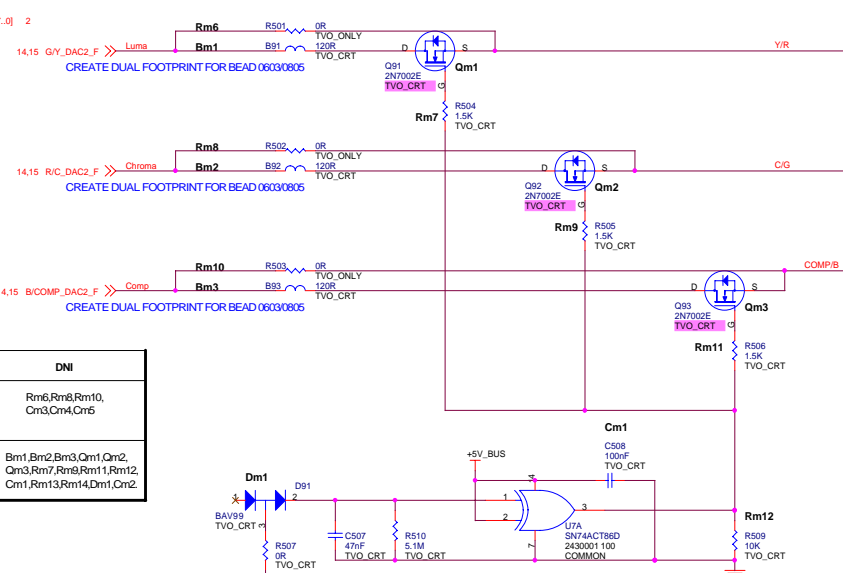 ..0] 2
Rm6 R501 0R
TVO_ONLY
14,15 G/Y_DAC2_F Luma Bm1 B91 120R
TVO_CRT
D S Y/R
CREATE DUAL FOOTPRINT FOR BEAD 0603/0805
Q91
2N7002E
TVO_CRT
G
Qm1
Rm7
R504
1.5K
TVO_CRT
Rm8 R502 0R
TVO_ONLY
14,15 R/C_DAC2_F Chroma Bm2 B92 120R
TVO_CRT
D S C/G
CREATE DUAL FOOTPRINT FOR BEAD 0603/0805
Q92
2N7002E
TVO_CRT
G
Qm2
Rm9
R505
1.5K
TVO_CRT
Rm10 R503 0R
TVO_ONLY
4,15 B/COMP_DAC2_F Comp Bm3 B93 120R
TVO_CRT
D S COMP/B
CREATE DUAL FOOTPRINT FOR BEAD 0603/0805
Q93
2N7002E
TVO_CRT
G
Qm3
Rm11
R506
1.5K
TVO_CRT
DNI
Rm6,Rm8,Rm10,
Cm3,Cm4,Cm5
Bm1,Bm2,Bm3,Qm1,Qm2,
Qm3,Rm7,Rm9,Rm11,Rm12,
Cm1,Rm13,Rm14,Dm1,Cm2.
Cm1
C508
100nF
TVO_CRT
+5V_BUS
Dm1
D91
1 2
BAV99
TVO_CRT
3
R507
0R
TVO_CRT
C507
47nF
TVO_CRT
R510
5.1M
TVO_CRT
1
2
3
7
U7A
SN74ACT86D
2430001 100
COMMON
Rm12
R509
10K
TVO_CRT